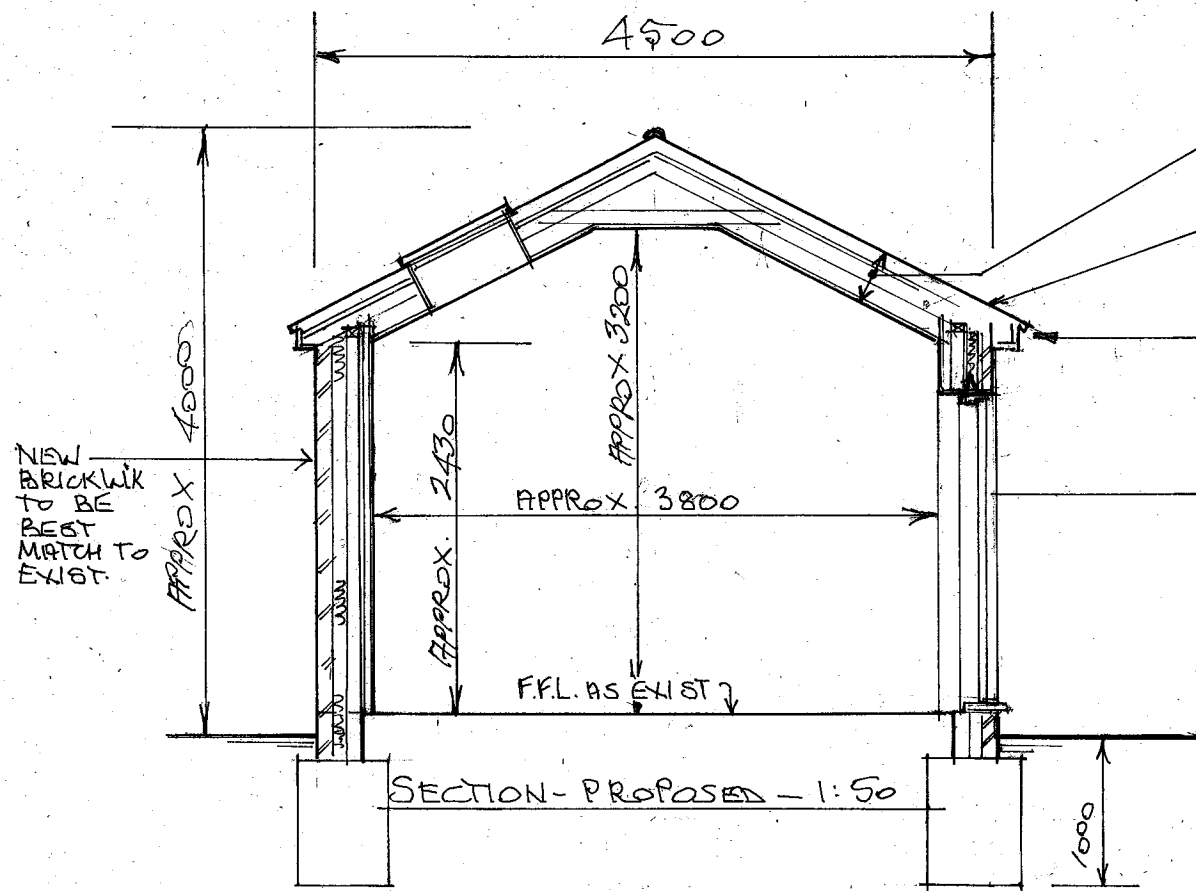 4500
APPROX 4000
NEW
BRICKWK
TO BE
BEST
MATCH TO
EXIST.
APPROX. 2430
APPROX 3200
APPROX. 3800
F.F.L. AS EXIST
SECTION - PROPOSED - 1:50
1000